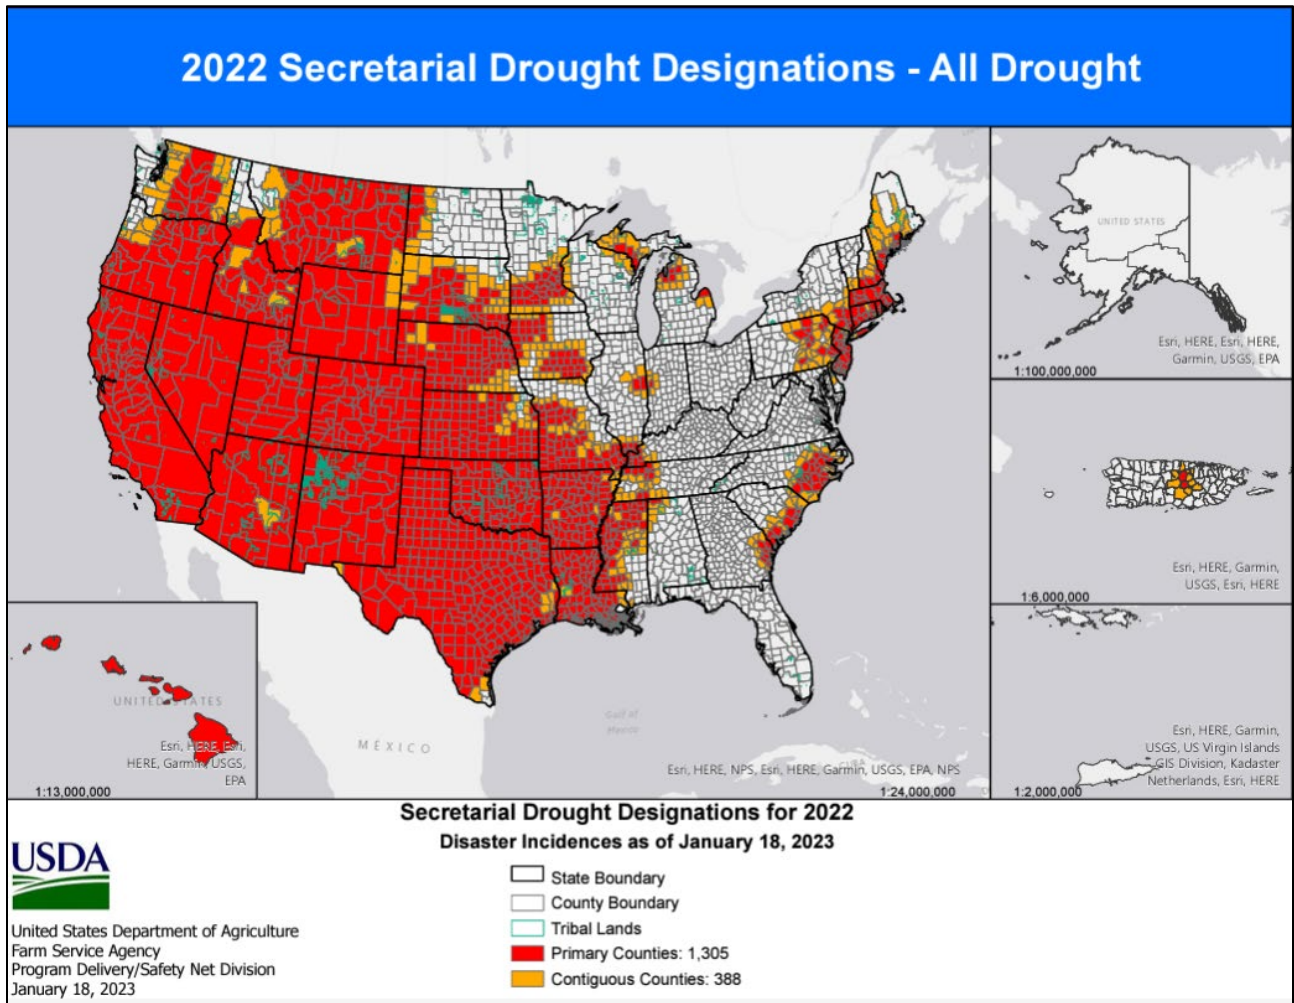 2022 Secretarial Drought Designations - All Drought
UNITED STATES
Esri, HERE, Esri, HERE,
Garmin, USGS, EPA
1:100,000,000
Esri, HERE, Garmin,
USGS, Esri, HERE
1:6,000,000
UNITED STATES
Esri, HERE, Esri,
HERE, Garmin, USGS,
EPA
1:13,000,000
MÉXICO
Gulf of
Mexico
Esri, HERE, NPS, Esri, HERE, Garmin, USGS, EPA, NPS
1:24,000,000
Esri, HERE, Garmin,
USGS, US Virgin Islands
GIS Division, Kadaster
Netherlands, Esri, HERE
1:2,000,000
Secretarial Drought Designations for 2022
Disaster Incidences as of January 18, 2023
State Boundary
County Boundary
Tribal Lands
Primary Counties: 1,305
Contiguous Counties: 388
USDA
United States Department of Agriculture
Farm Service Agency
Program Delivery/Safety Net Division
January 18, 2023